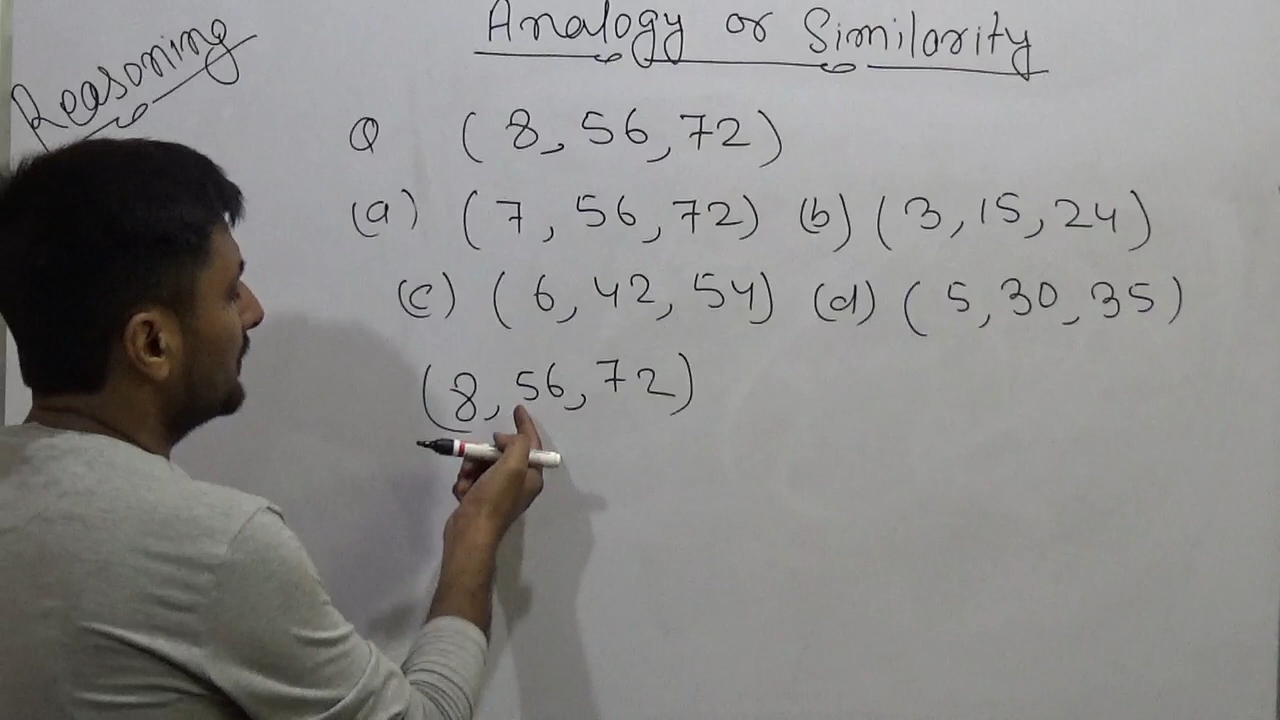 Reasoning
Analogy or Similarity
Q (8, 56, 72)
(a) (7, 56, 72) (b) (3, 15, 24)
(c) (6, 42, 54) (d) (5, 30, 35)
(8, 56, 72)